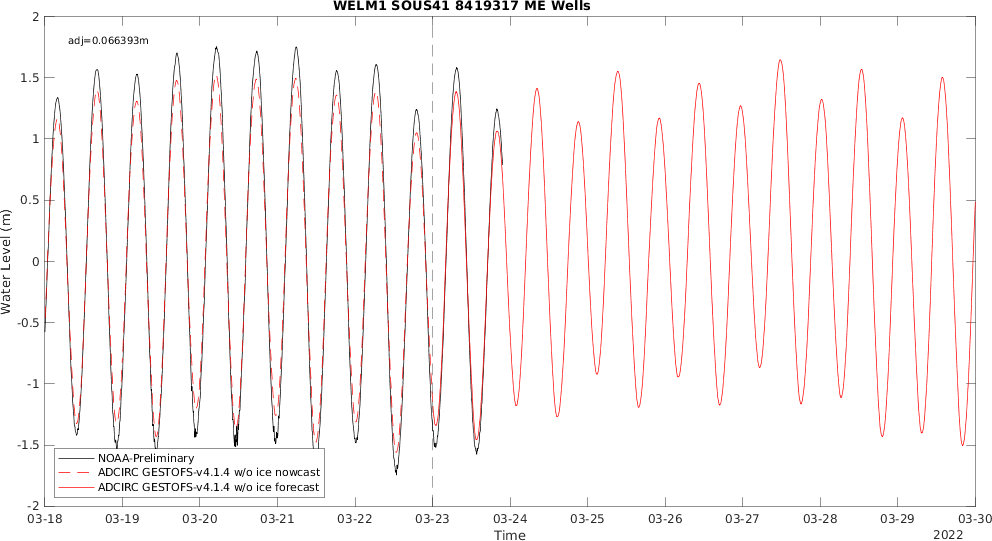 WELM1 SOUS41 8419317 ME Wells
adj=0.066393m
Water Level (m)
2
1.5
1
0.5
0
-0.5
-1
-1.5
-2
NOAA-Preliminary
ADCIRC GESTOFS-v4.1.4 w/o ice nowcast
ADCIRC GESTOFS-v4.1.4 w/o ice forecast
03-18 03-19 03-20 03-21 03-22 03-23 03-24 03-25 03-26 03-27 03-28 03-29 03-30
Time
2022